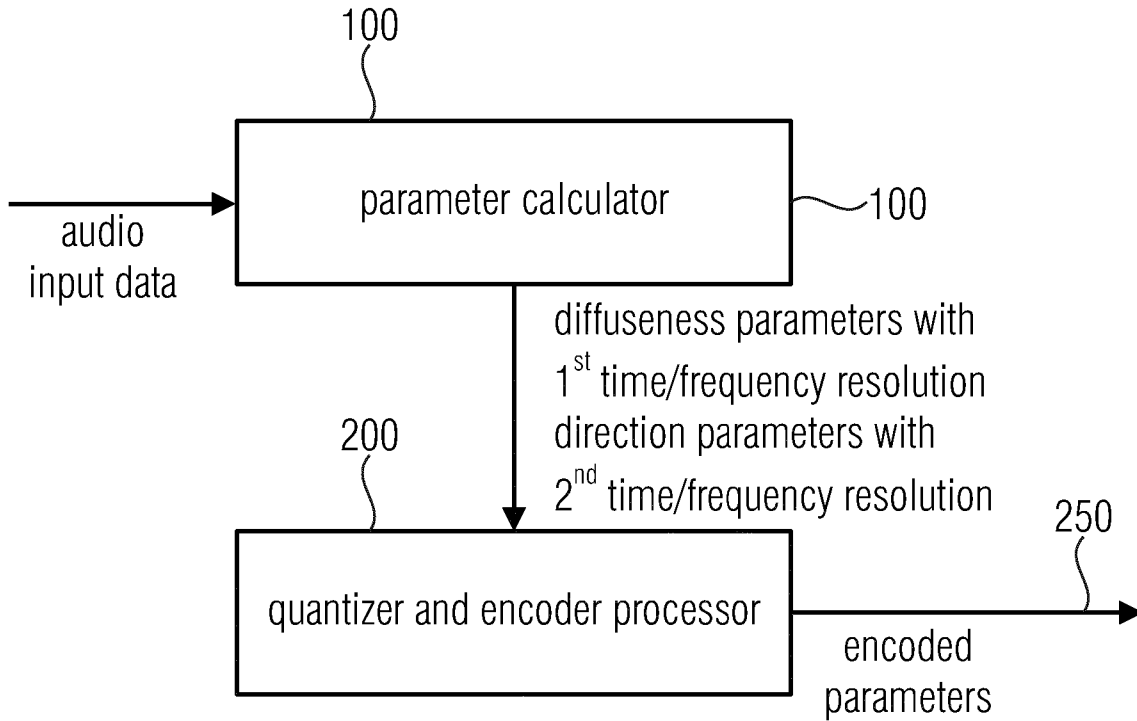 100
parameter calculator
100
audio
input data
diffuseness parameters with
1st time/frequency resolution
direction parameters with
2nd time/frequency resolution
200
quantizer and encoder processor
250
encoded
parameters